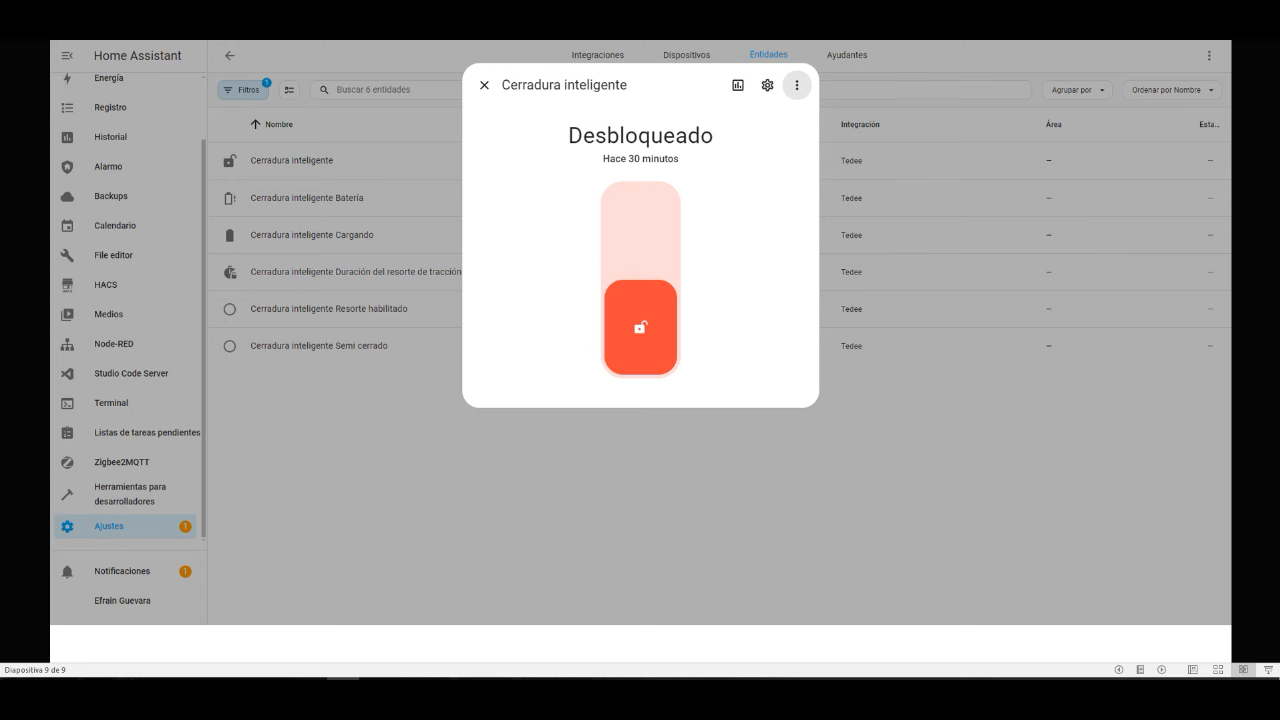 Home Assistant
Energía
Registro
Historial
Alarmo
Backups
Calendario
File editor
HACS
Medios
Node-RED
Studio Code Server
Terminal
Listas de tareas pendientes
Zigbee2MQTT
Herramientas para
desarrolladores
Ajustes 1
Notificaciones 1
Efrain Guevara
Integraciones Dispositivos Entidades Ayudantes
Filtros 1 Buscar 6 entidades Agrupar por Ordenar por Nombre
Nombre Integración Área Esta...
Cerradura inteligente Tedee – –
Cerradura inteligente Batería Tedee – –
Cerradura inteligente Cargando Tedee – –
Cerradura inteligente Duración del resorte de tracción Tedee – –
Cerradura inteligente Resorte habilitado Tedee – –
Cerradura inteligente Semi cerrado Tedee – –
Cerradura inteligente
Desbloqueado
Hace 30 minutos
Diapositiva 9 de 9